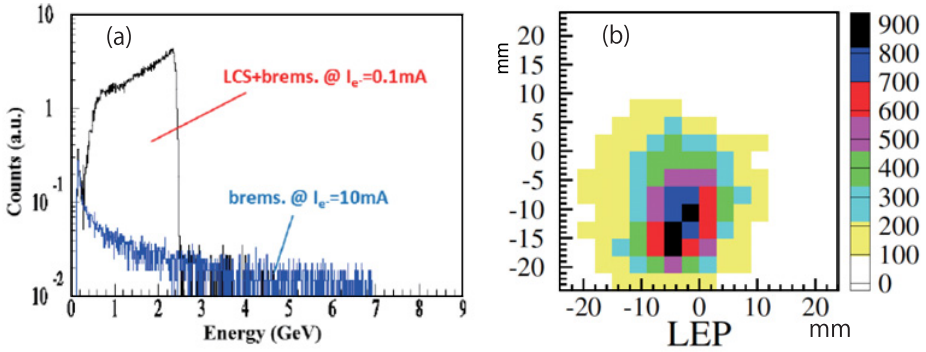 (a)
Counts (a.u.)
10
1
10⁻¹
10⁻²
LCS+brems. @ Iₑ-=0.1mA
brems. @ Iₑ-=10mA
0 1 2 3 4 5 6 7 8 9
Energy (GeV)
(b)
mm
20
15
10
5
0
-5
-10
-15
-20
-20 -10 0 10 20
LEP
mm
900
800
700
600
500
400
300
200
100
0